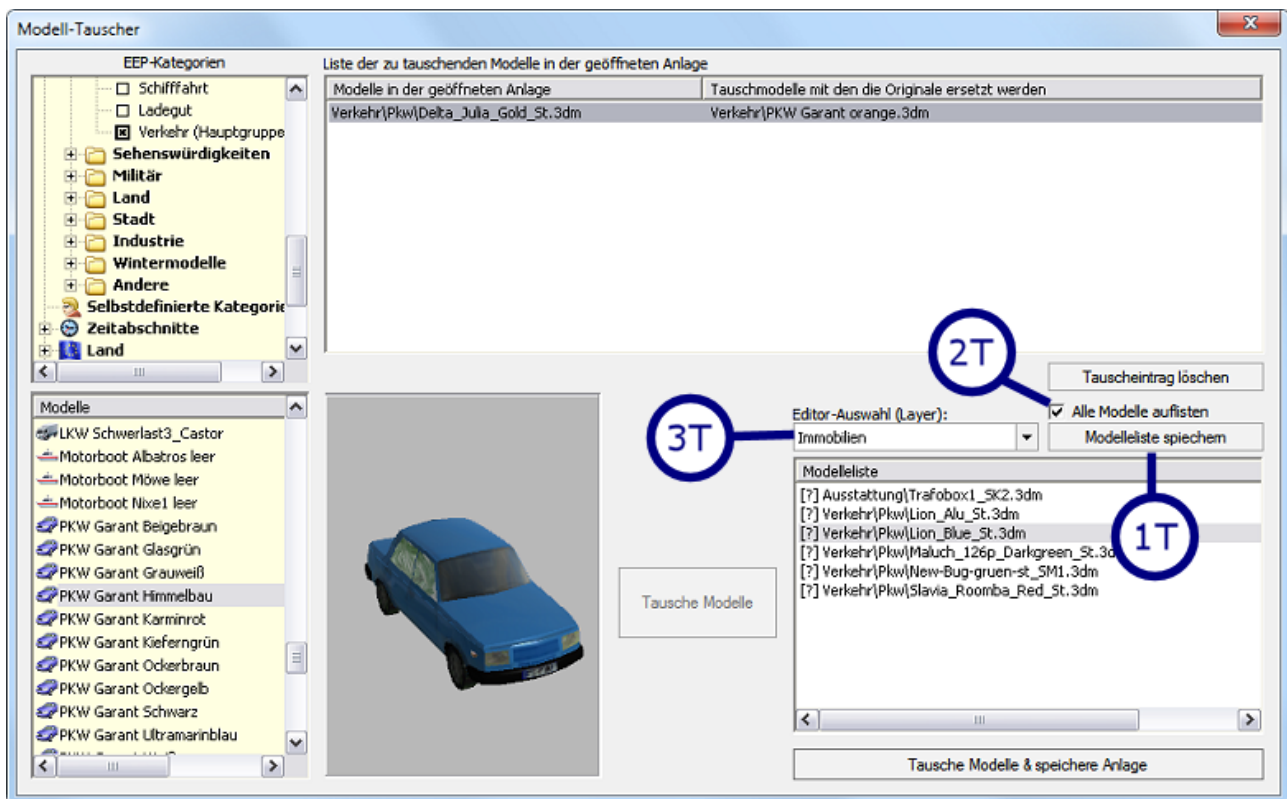 Modell-Tauscher
EEP-Kategorien
Schifffahrt
Ladegut
Verkehr (Hauptgruppe
Sehenswürdigkeiten
Militär
Land
Stadt
Industrie
Wintermodelle
Andere
Selbstdefinierte Kategorie
Zeitabschnitte
Land
Liste der zu tauschenden Modelle in der geöffneten Anlage
Modelle in der geöffneten Anlage Tauschmodelle mit den die Originale ersetzt werden
Verkehr\Pkw\Delta_Julia_Gold_St.3dm Verkehr\PKW Garant orange.3dm
Modelle
LKW Schwerlast3_Castor
Motorboot Albatros leer
Motorboot Möwe leer
Motorboot Nixe1 leer
PKW Garant Beigebraun
PKW Garant Glasgrün
PKW Garant Grauweiß
PKW Garant Himmelbau
PKW Garant Karminrot
PKW Garant Kieferngrün
PKW Garant Ockerbraun
PKW Garant Ockergelb
PKW Garant Schwarz
PKW Garant Ultramarinblau
Tausche Modelle
2T
Tauscheintrag löschen
Alle Modelle auflisten
3T
Editor-Auswahl (Layer):
Immobilien
Modelleliste spiechern
1T
Modelleliste
[?] Ausstattung\Trafobox1_SK2.3dm
[?] Verkehr\Pkw\Lion_Alu_St.3dm
[?] Verkehr\Pkw\Lion_Blue_St.3dm
[?] Verkehr\Pkw\Maluch_126p_Darkgreen_St.3d
[?] Verkehr\Pkw\New-Bug-gruen-st_SM1.3dm
[?] Verkehr\Pkw\Slavia_Roomba_Red_St.3dm
Tausche Modelle & speichere Anlage